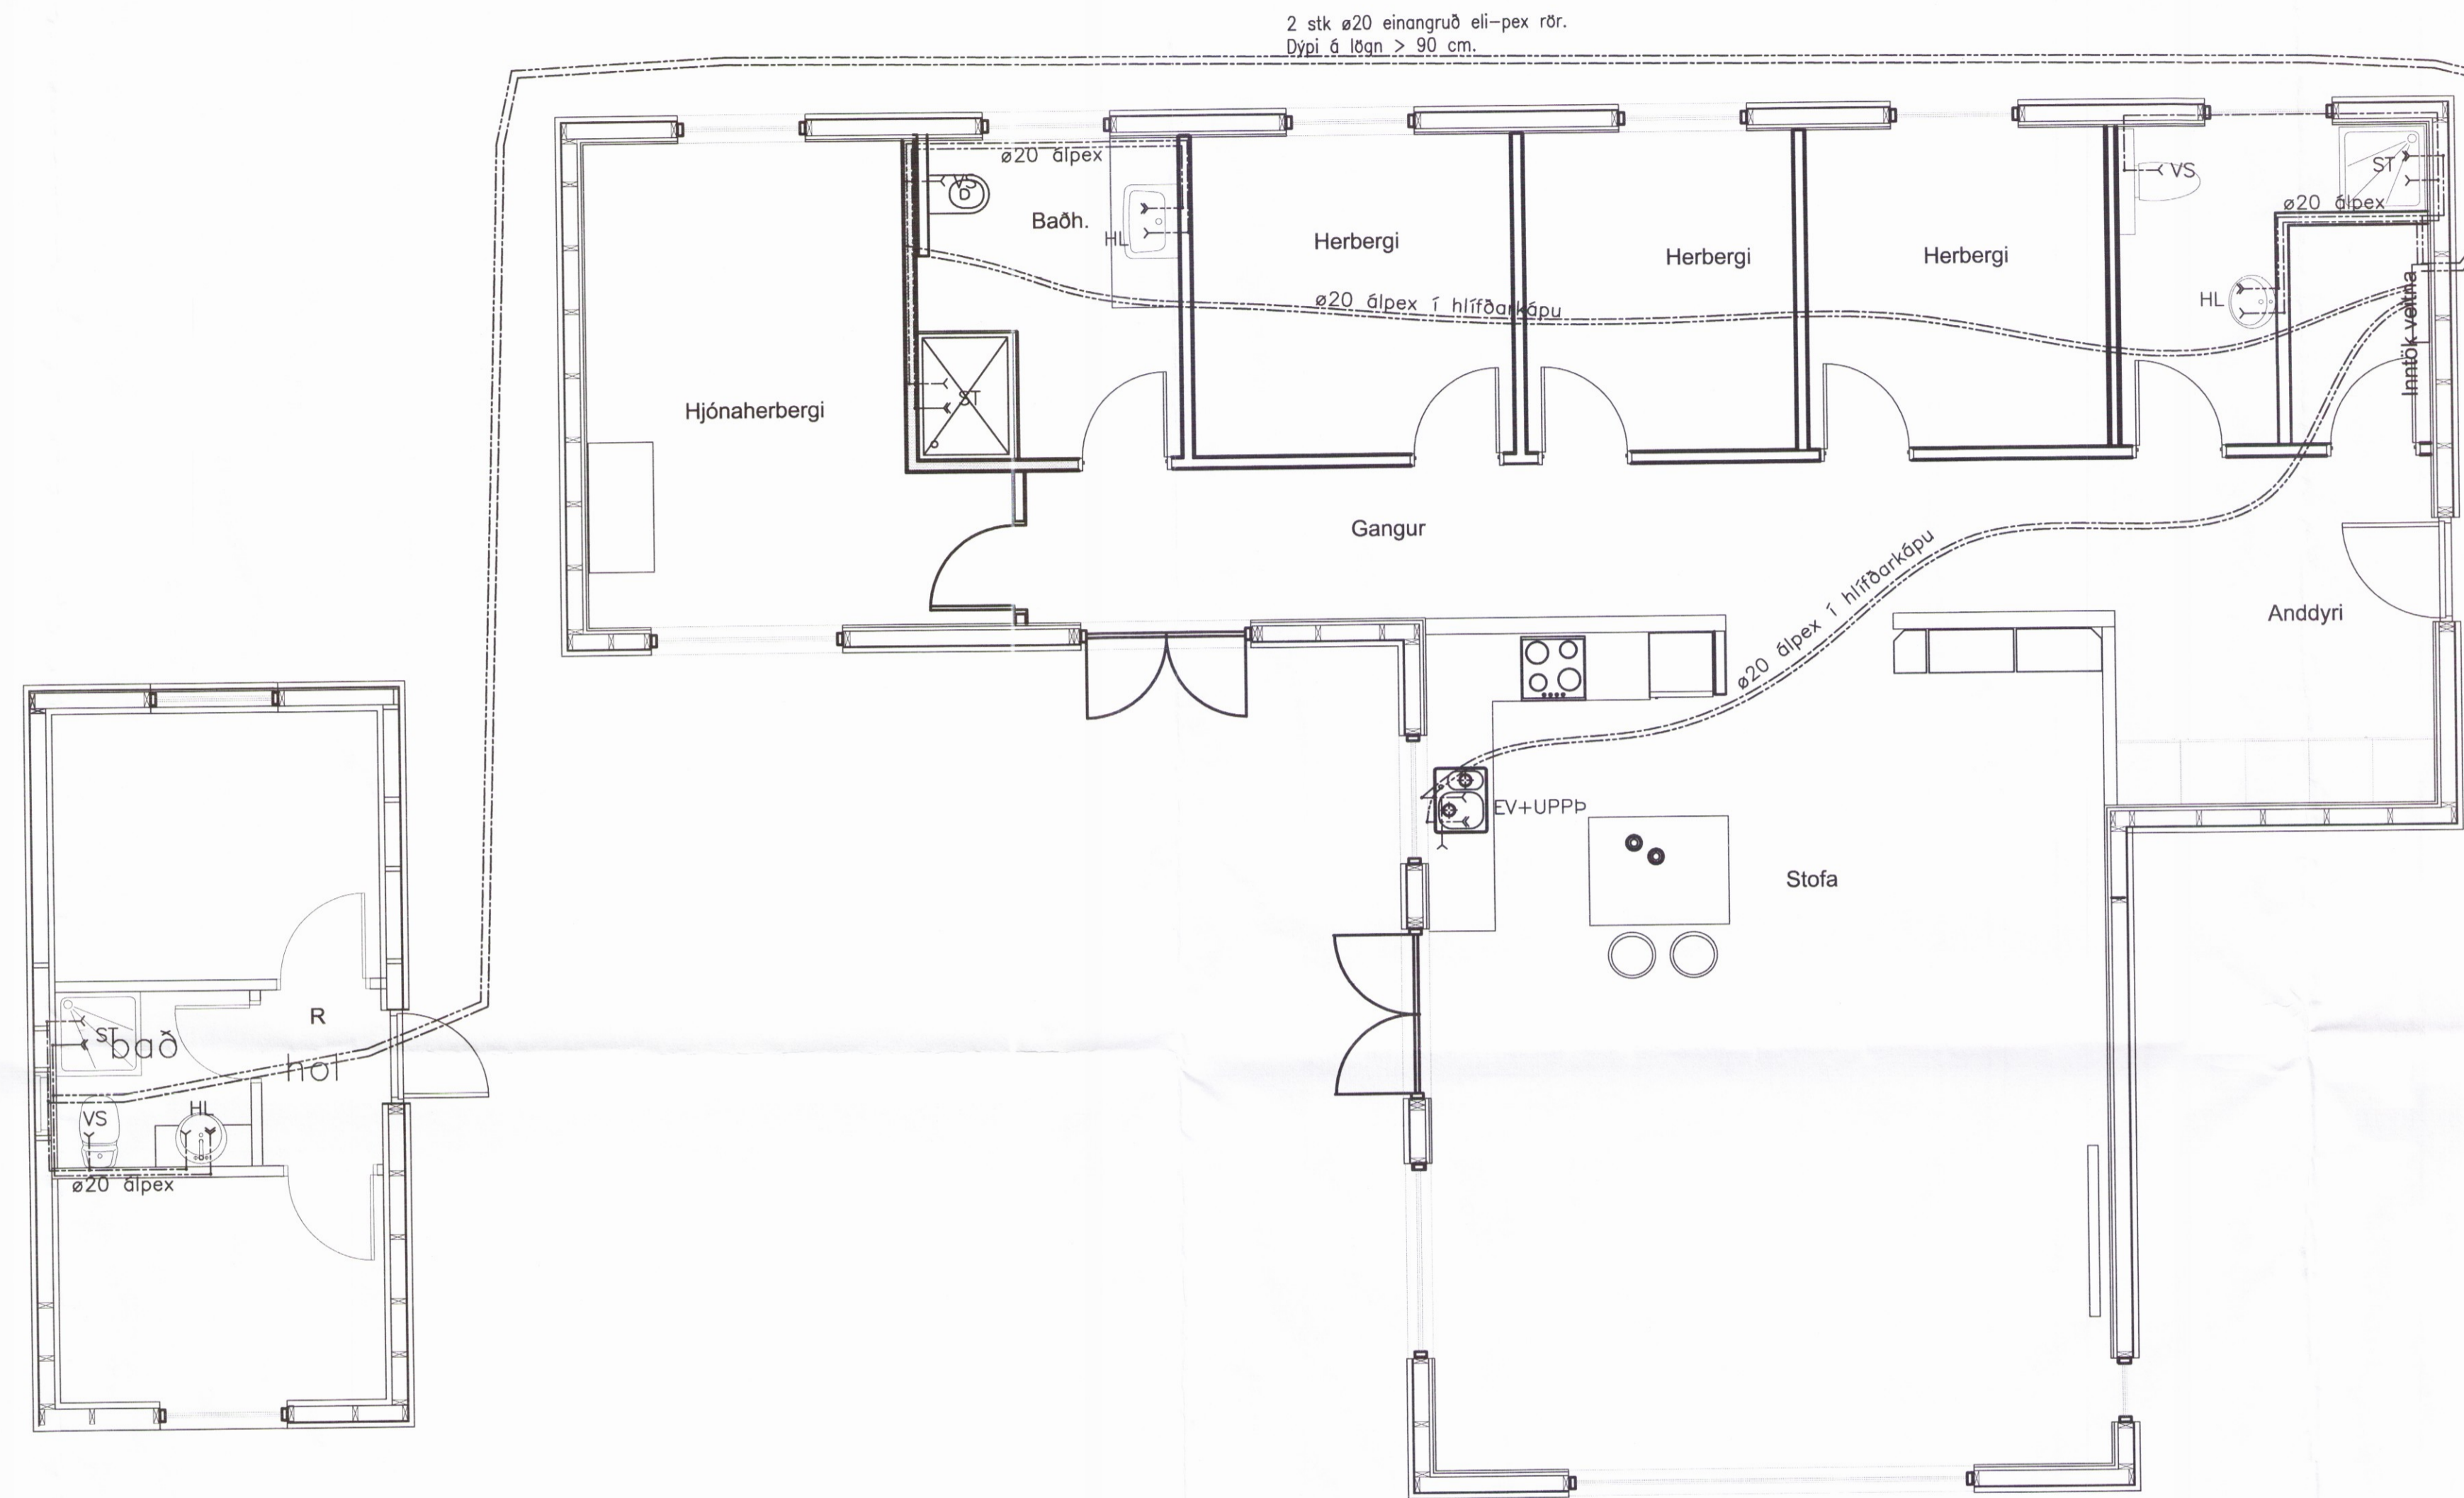 2 stk ø20 einangruð eli-pex rör.
Dýpi á lögn > 90 cm.
ø20 álpex
VS
D
Baðh.
HL
Herbergi
Herbergi
Herbergi
VS
ST
ø20 álpex
HL
Inntök veitna
ø20 álpex í hlífðarkápu
ST
Hjónaherbergi
Gangur
ø20 álpex í hlífðarkápu
Anddyri
EV+UPPÞ
Stofa
R
ST
bað
hol
VS
HL
ø20 álpex